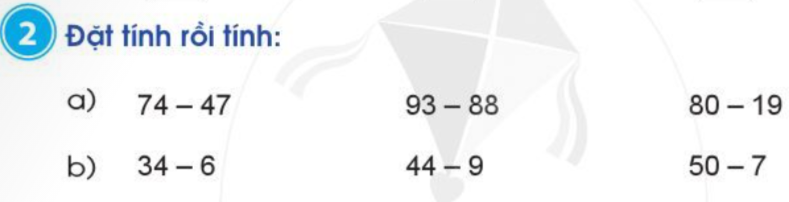 2 Đặt tính rồi tính:
a) 74 – 47 93 – 88 80 – 19
b) 34 – 6 44 – 9 50 – 7